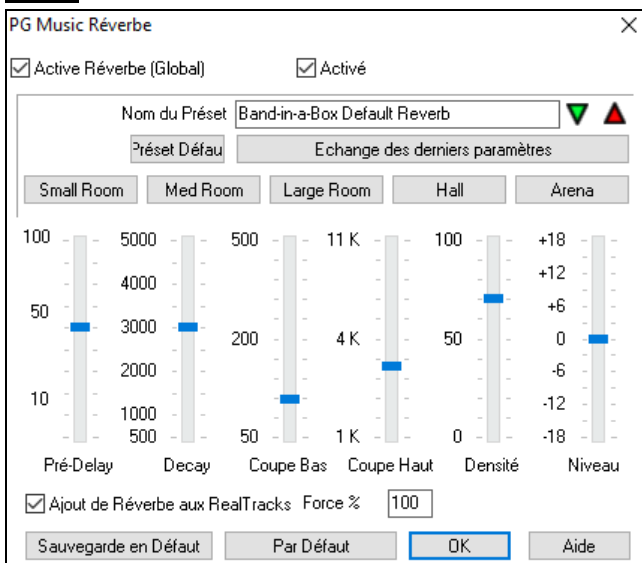 PG Music Réverbe
Active Réverbe (Global) Activé
Nom du Préset Band-in-a-Box Default Reverb
Préset Défau Echange des derniers paramètres
Small Room Med Room Large Room Hall Arena
100 5000 500 11 K 100 +18
+12
4000
50 +6
3000
200 4 K 50 0
2000 -6
10 -12
1000
500 50 1 K 0 -18
Pré-Delay Decay Coupe Bas Coupe Haut Densité Niveau
Ajout de Réverbe aux RealTracks Force % 100
Sauvegarde en Défaut Par Défaut OK Aide